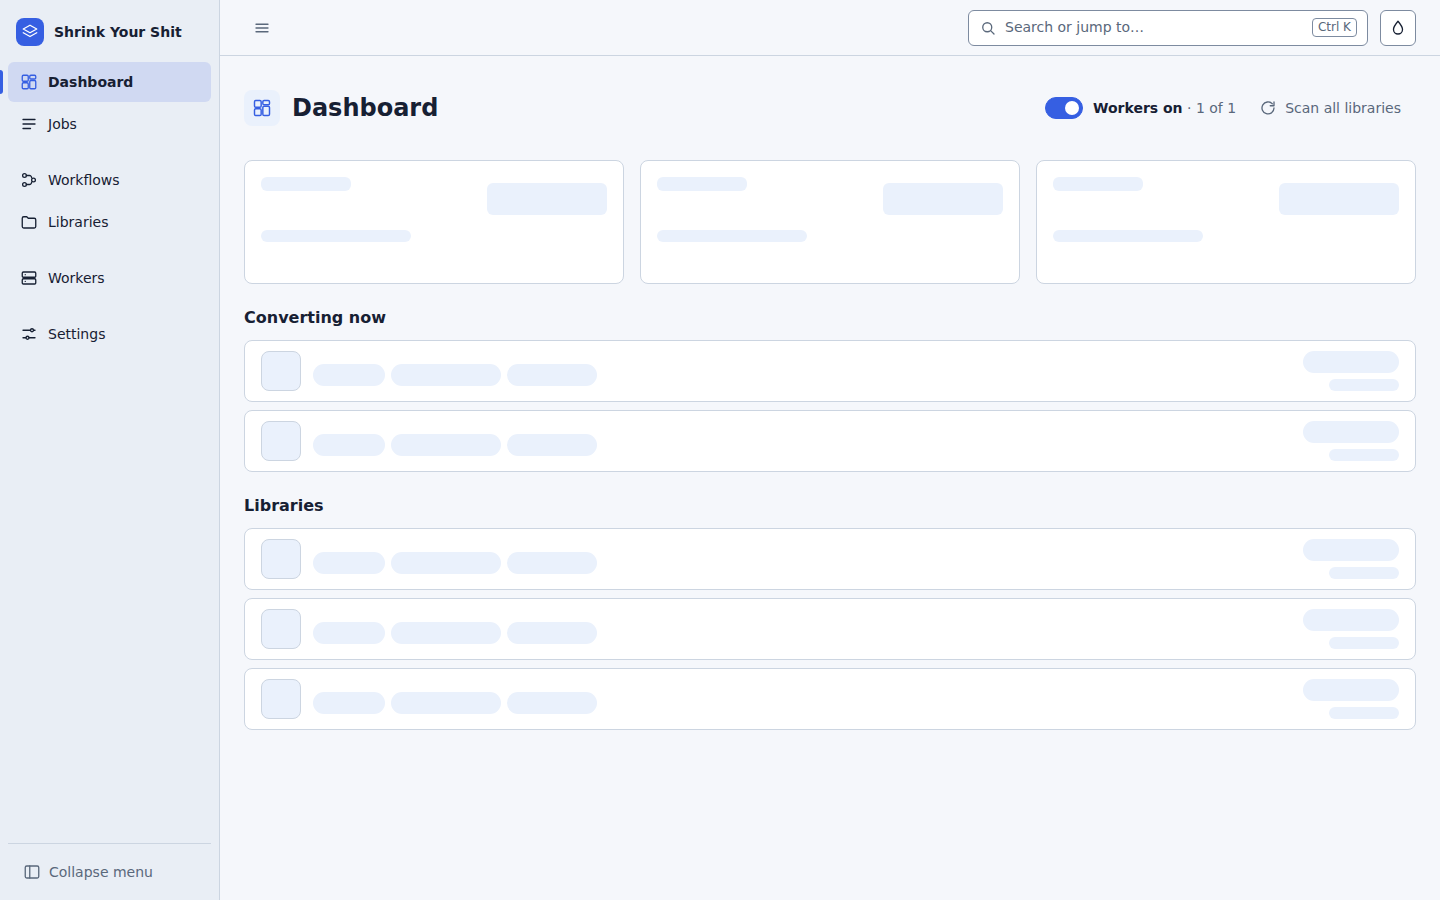 Shrink Your Shit
Search or jump to…
Ctrl K
Dashboard
Jobs
Workflows
Libraries
Workers
Settings
Collapse menu
Dashboard
Workers on · 1 of 1
Scan all libraries
Converting now
Libraries